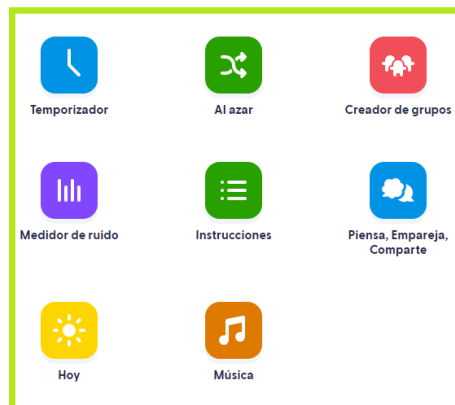 Temporizador
Al azar
Creador de grupos
Medidor de ruido
Instrucciones
Piensa, Empareja,
Comparte
Hoy
Música